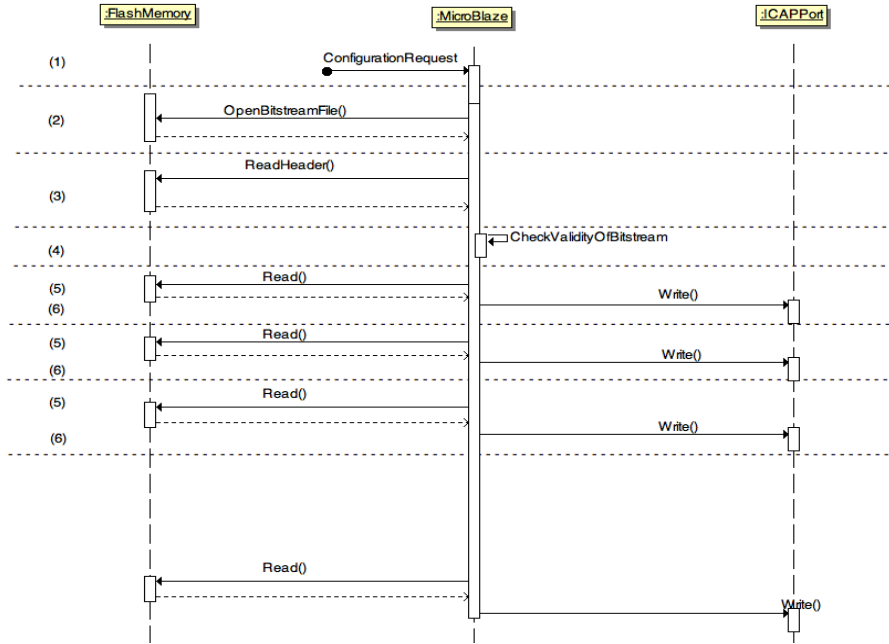 :FlashMemory
:MicroBlaze
:ICAPPort
(1)
ConfigurationRequest
(2)
OpenBitstreamFile()
ReadHeader()
(3)
CheckValidityOfBitstream
(4)
Read()
(5)
Write()
(6)
Read()
(5)
Write()
(6)
Read()
(5)
Write()
(6)
Read()
Write()